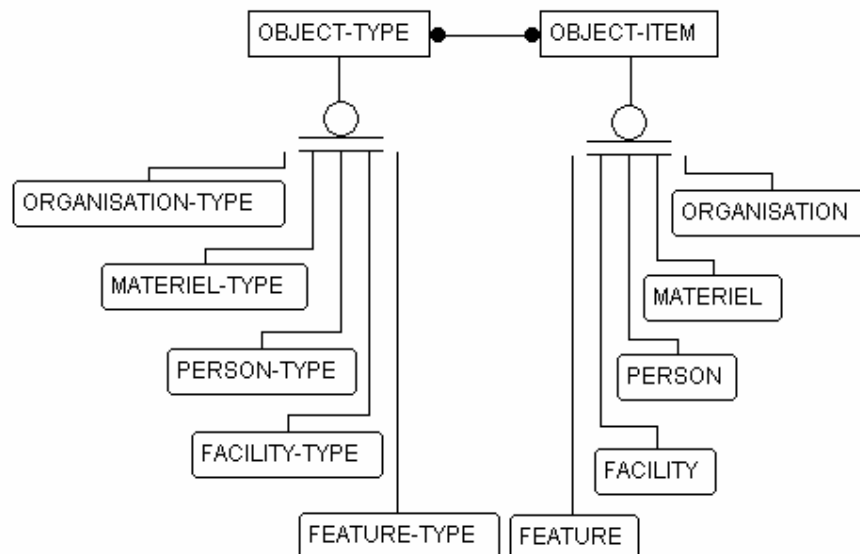 OBJECT-TYPE
OBJECT-ITEM
ORGANISATION-TYPE
ORGANISATION
MATERIEL-TYPE
MATERIEL
PERSON-TYPE
PERSON
FACILITY-TYPE
FACILITY
FEATURE-TYPE
FEATURE